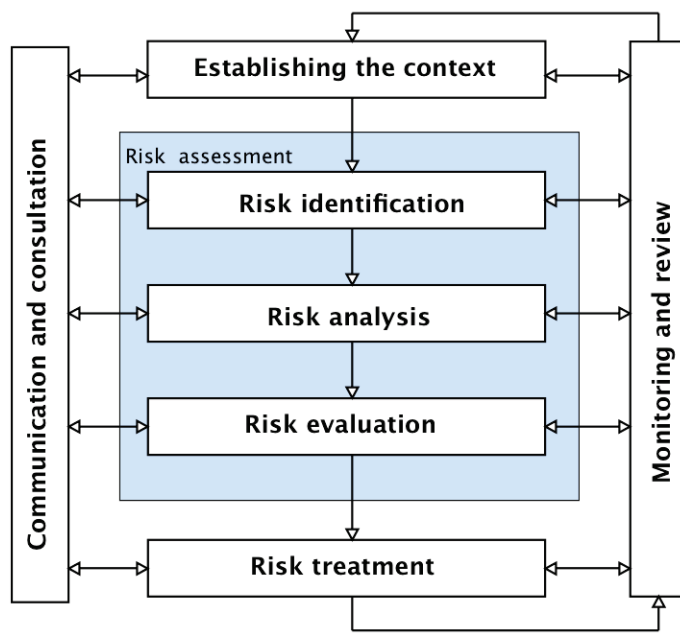 Establishing the context
Risk assessment
Risk identification
Risk analysis
Risk evaluation
Risk treatment
Communication and consultation
Monitoring and review